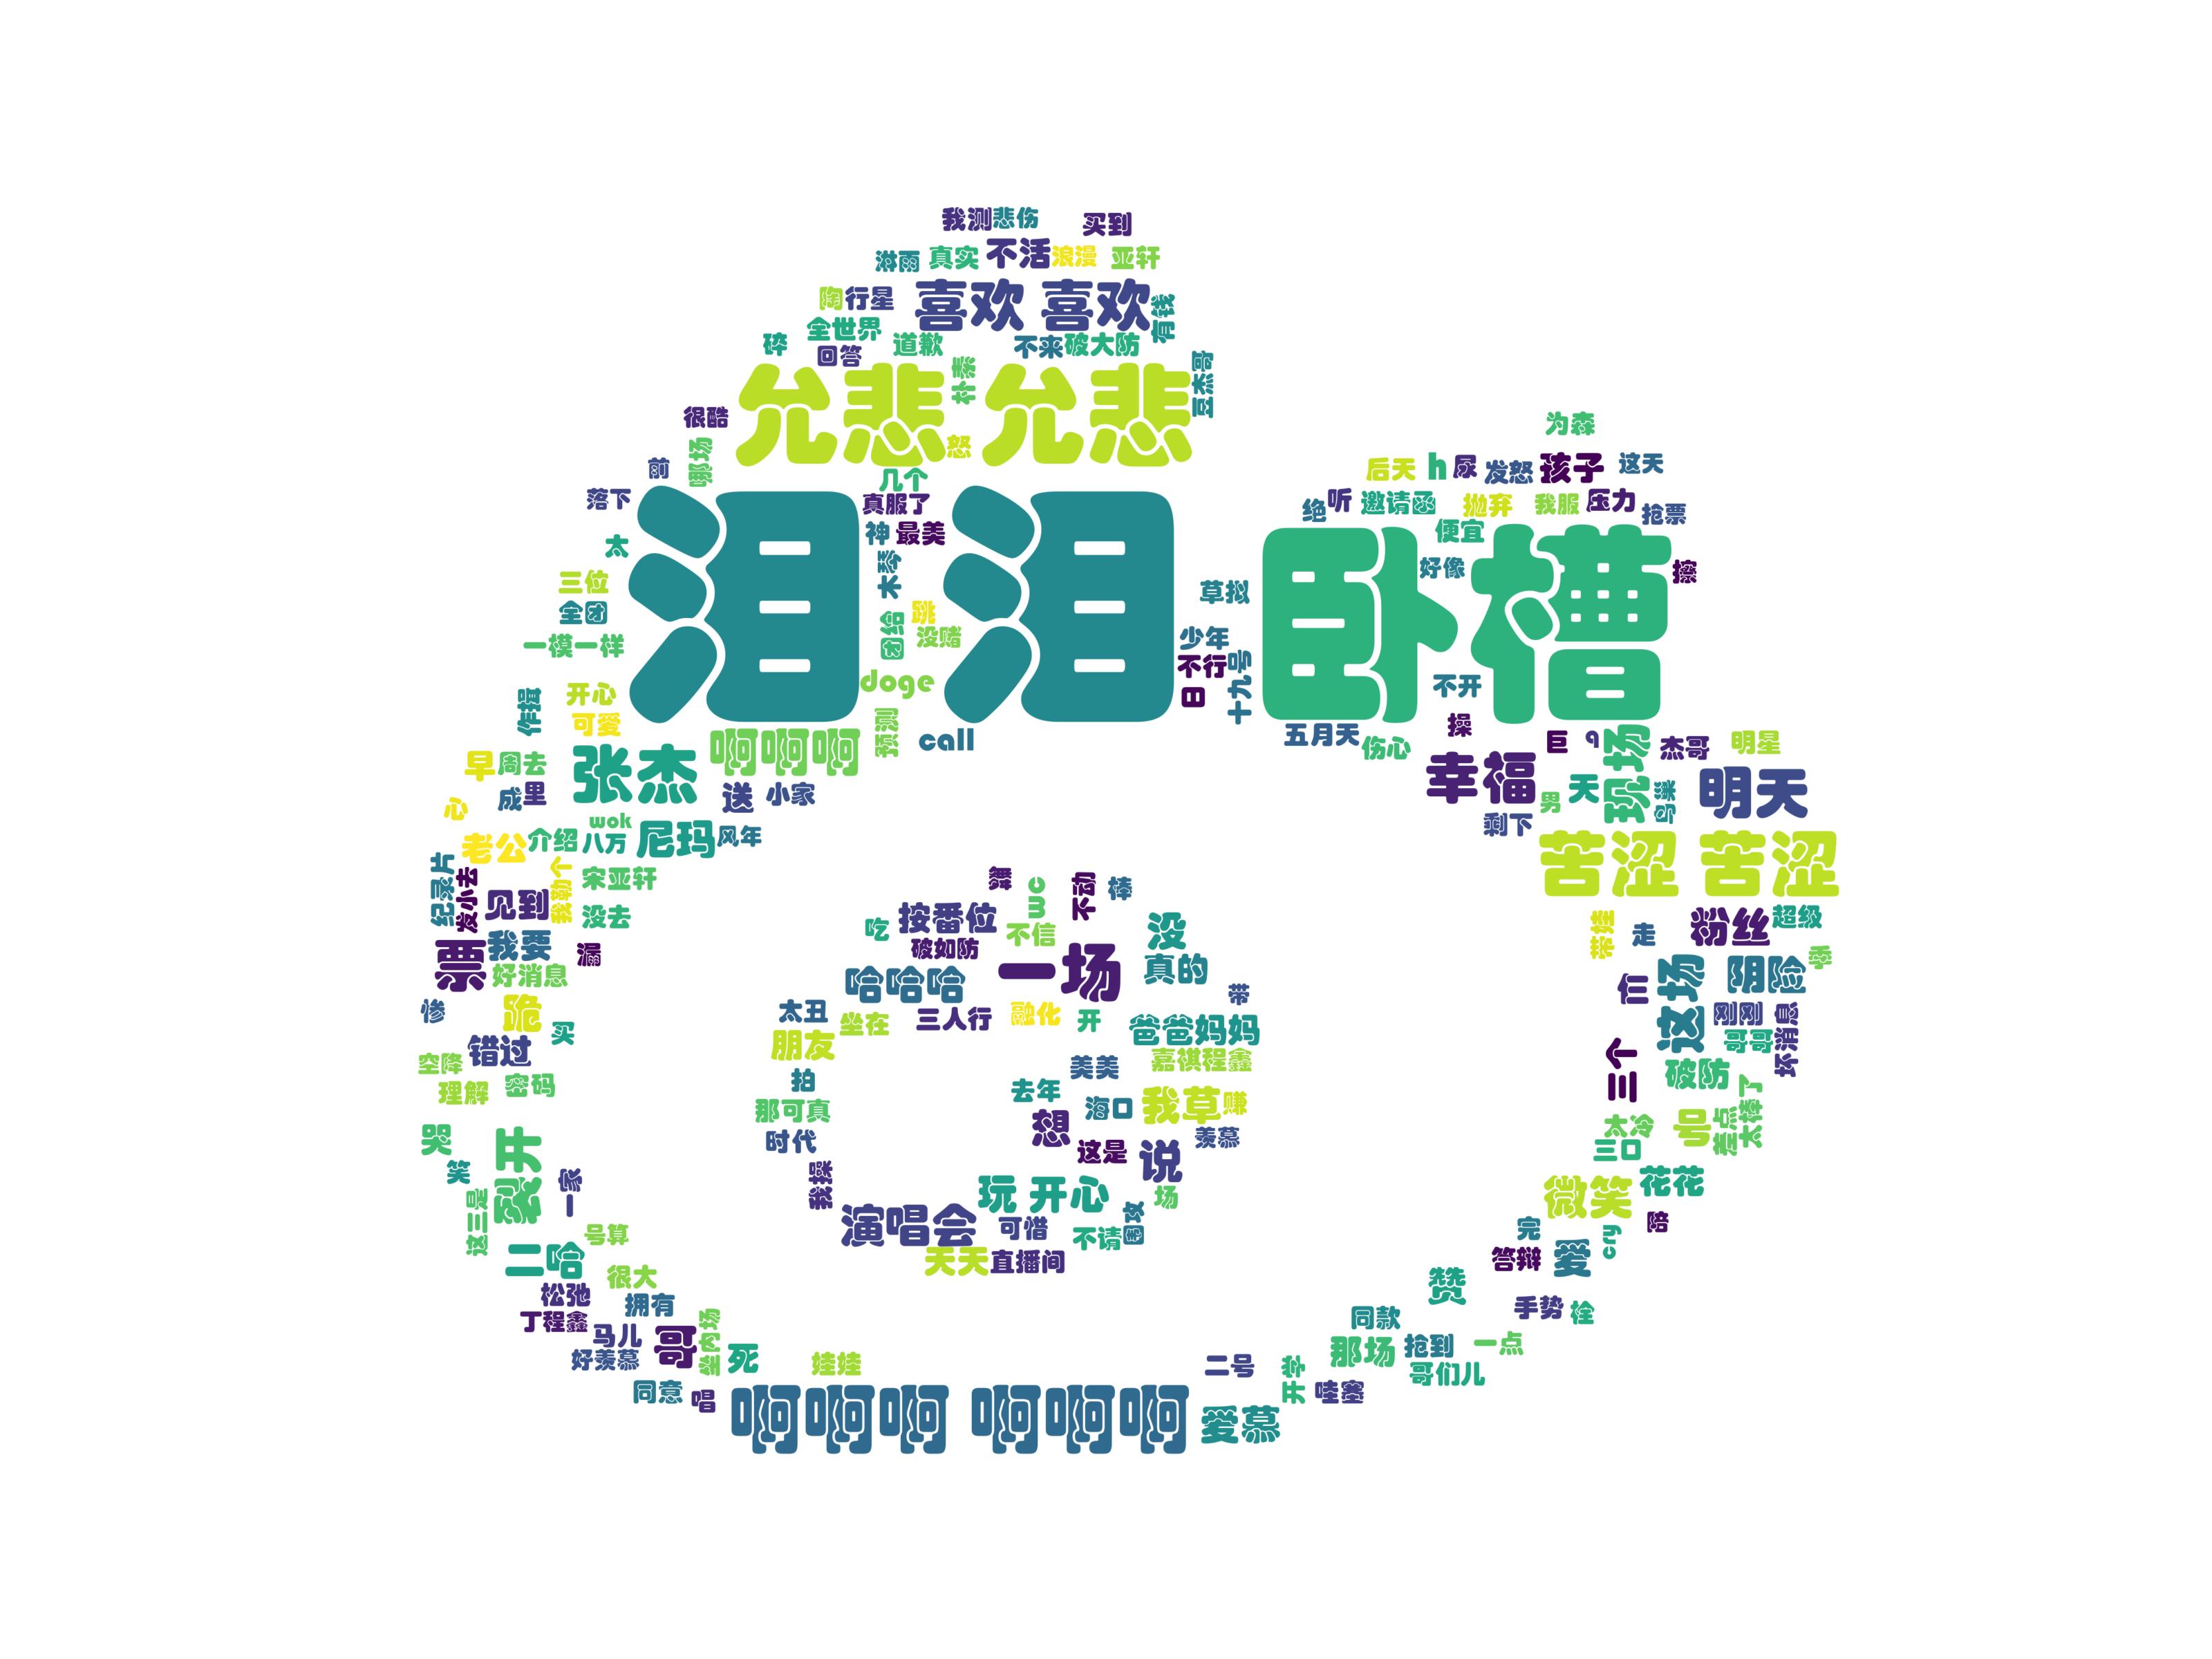 我测 悲伤 买到
淋雨 真实 不活 浪漫 亚轩
陶 行星 喜欢 喜欢 有钱
碎 全世界 道歉 不来 破大防
回答
很酷 允悲 允悲 朴素 豆杰哥
怒
前 哪场 几个
落下 泪 泪 真服了
神 最美
太 木琴
三位 全团 一模一样
团给 跳 没赌
doge
预测 call
为森
后天 h 尿 发怒 孩子 这天
绝 听 邀请函 抛弃 我服 压力 抢票
便宜
卧槽 好像 擦
草拟
少年
不行
日 十九号
不开
五月天 伤心 操
作揖 开心
可爱
早 周去 张杰 啊啊啊
心 成 里 送 小家
wok
老公 介绍 八万 尼玛 风年
纪录片 发小去 见到 我勒个 宋亚轩
没去
票 我要 漏
好消息
惨 跪 买
错过
空降
理解 密码
哭 裂开
笑 这三是 一家
二哈 号算
松弛 很大
丁程鑫 拥有
马儿 哥 坐内场 死 娃娃
好羡慕
同意 唱
啊啊啊 啊啊啊 爱慕
幸福 巨 9 现场 杰哥 明星
男 天 明天
剩下
苦涩 苦涩
带娃 走 粉丝 超级
仨 这场 阴险 季
刚刚 坏消息
三个 哥哥
破防
太冷 号 差点 太棒了
三口
微笑 花花
完 cry 陪
答辩 爱
赞
手势 栓
同款
那场 抢到 一点
哥们儿
二号 开学 哇塞
舞 wc 不动 棒
吃 按番位 不信 没
破如防 一场 真的
哈哈哈 带
太丑 坐在 三人行 融化 开 爸爸妈妈
朋友 嘉祺程鑫
拍 美美
去年
那可真 海口 我草 赚
时代 想 羡慕
我操 这是 说
玩 开心 场
演唱会 可惜 不请
天天 直播间